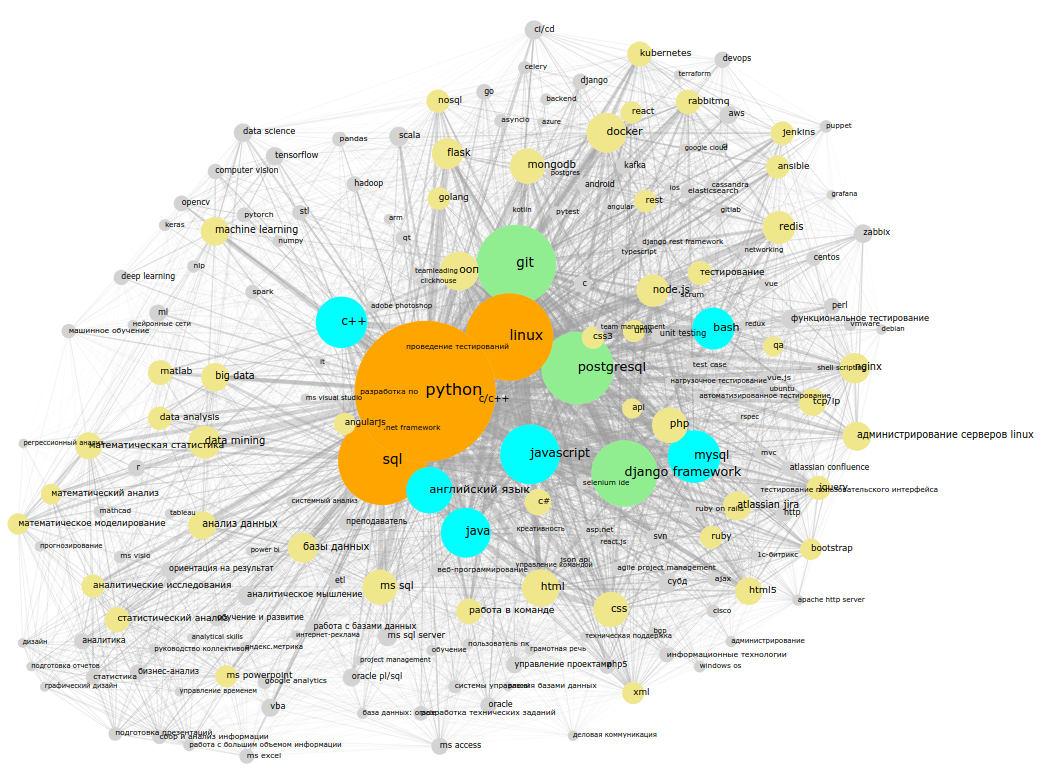 ci/cd
kubernetes
devops
celery
django
terraform
go
nosql
backend
rabbitmq
react
aws
asyncio
azure
puppet
data science
pandas
scala
docker
jenkins
flask
google cloud
tensorflow
mongodb
kafka
ansible
computer vision
postgres
hadoop
android
ios
cassandra
elasticsearch
grafana
opencv
golang
rest
pytorch
stl
kotlin
pytest
angular
gitlab
keras
arm
machine learning
redis
zabbix
numpy
qt
django rest framework
typescript
networking
centos
nlp
git
teamleading
ооп
тестирование
deep learning
clickhouse
c
vue
spark
node.js
scrum
adobe photoshop
perl
ml
функциональное тестирование
нейронные сети
c++
team management
redux
vmware
машинное обучение
linux
css3
unix
unit testing
bash
debian
проведение тестирований
qa
it
postgresql
test case
shell scripting
nginx
matlab
big data
нагрузочное тестирование
vue.js
ubuntu
разработка по
python
ms visual studio
c/c++
автоматизированное тестирование
tcp/ip
data analysis
api
rspec
angularjs
.net framework
php
администрирование серверов linux
регрессионный анализ
математическая статистика
data mining
sql
javascript
mysql
mvc
r
django framework
atlassian confluence
selenium ide
математический анализ
английский язык
jquery
тестирование пользовательского интерфейса
системный анализ
c#
ruby on rails
atlassian jira
http
mathcad
tableau
математическое моделирование
анализ данных
преподаватель
java
креативность
asp.net
svn
ruby
react.js
прогнозирование
ms visio
power bi
базы данных
1с-битрикс
bootstrap
json api
управление командой
ориентация на результат
веб-программирование
agile project management
etl
субд
ajax
аналитические исследования
аналитическое мышление
ms sql
html
html5
apache http server
статистический анализ
обучение и развитие
работа в команде
css
cisco
работа с базами данных
интернет-реклама
ms sql server
техническая поддержка
дизайн
аналитика
analytical skills
руководство коллективом
яндекс.метрика
обучение
пользователь пк
грамотная речь
администрирование
информационные технологии
подготовка отчетов
статистика
бизнес-анализ
ms powerpoint
project management
oracle pl/sql
управление проектами
php5
windows os
графический дизайн
управление временем
google analytics
системы управления базами данных
xml
vba
oracle
разработка технических заданий
подготовка презентаций
сбор и анализ информации
работа с большим объемом информации
ms excel
ms access
деловая коммуникация